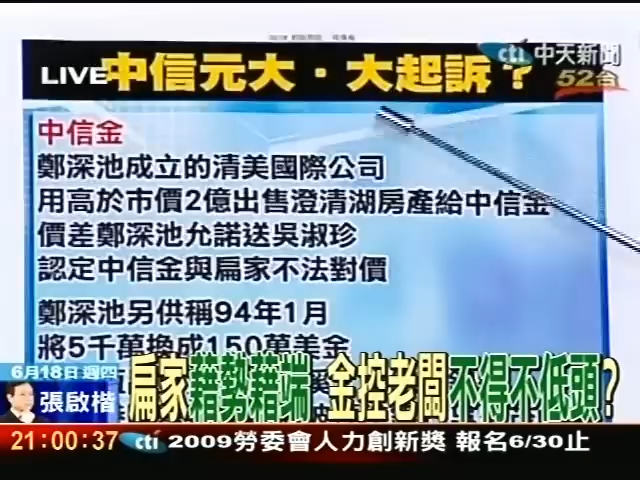 LIVE 中信元大．大起訴？
cti 中天新聞
52台
中信金
鄭深池成立的清美國際公司
用高於市價2億出售澄清湖房產給中信金
價差鄭深池允諾送吳淑珍
認定中信金與扁家不法對價
鄭深池另供稱94年1月
將5千萬換成150萬美金
6月18日 週四
張啟楷
扁家藉勢藉端 金控老闆不得不低頭?
21:00:37 cti 2009勞委會人力創新獎 報名6/30止